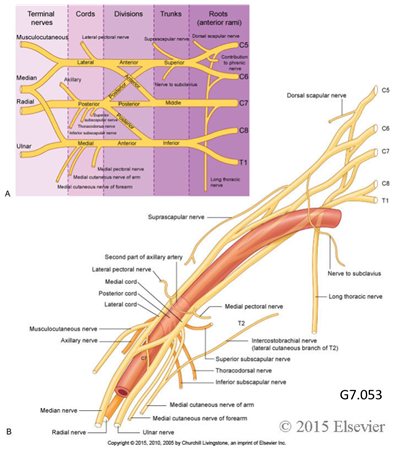 Terminal nerves
Cords
Divisions
Trunks
Roots (anterior rami)
Musculocutaneous
Lateral pectoral nerve
Suprascapular nerve
Dorsal scapular nerve
C5
Contribution to phrenic nerve
Lateral
Anterior
Superior
C6
Median
Axillary
Anterior
Posterior
Nerve to subclavius
Radial
Posterior
Posterior
Middle
C7
Superior subscapular nerve
Thoracodorsal nerve
Inferior subscapular nerve
Posterior
C8
Ulnar
Medial
Anterior
Inferior
T1
Medial pectoral nerve
Medial cutaneous nerve of arm
Medial cutaneous nerve of forearm
Long thoracic nerve
A
C5
Dorsal scapular nerve
C6
C7
C8
T1
Suprascapular nerve
Second part of axillary artery
Lateral pectoral nerve
Medial cord
Posterior cord
Lateral cord
Nerve to subclavius
Long thoracic nerve
Medial pectoral nerve
T2
Musculocutaneous nerve
Axillary nerve
Intercostobrachial nerve
(lateral cutaneous branch of T2)
Superior subscapular nerve
Thoracodorsal nerve
Inferior subscapular nerve
C7
G7.053
Median nerve
Medial cutaneous nerve of arm
Medial cutaneous nerve of forearm
Radial nerve
Ulnar nerve
B
© 2015 Elsevier
Copyright © 2015, 2010, 2005 by Churchill Livingstone, an imprint of Elsevier Inc.